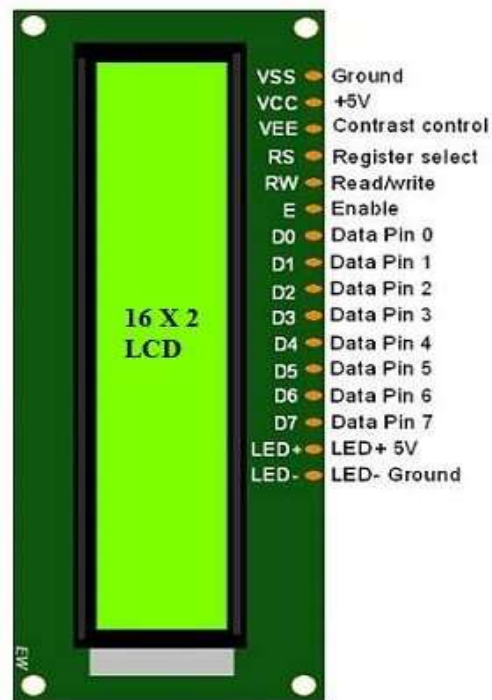 VSS Ground
VCC +5V
VEE Contrast control
RS Register select
RW Read/write
E Enable
D0 Data Pin 0
D1 Data Pin 1
D2 Data Pin 2
D3 Data Pin 3
D4 Data Pin 4
D5 Data Pin 5
D6 Data Pin 6
D7 Data Pin 7
LED+ LED+ 5V
LED- LED- Ground
16 X 2
LCD
EW